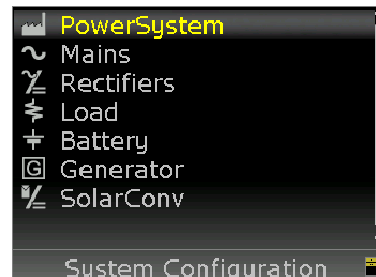 PowerSystem
Mains
Rectifiers
Load
Battery
G Generator
SolarConv
System Configuration